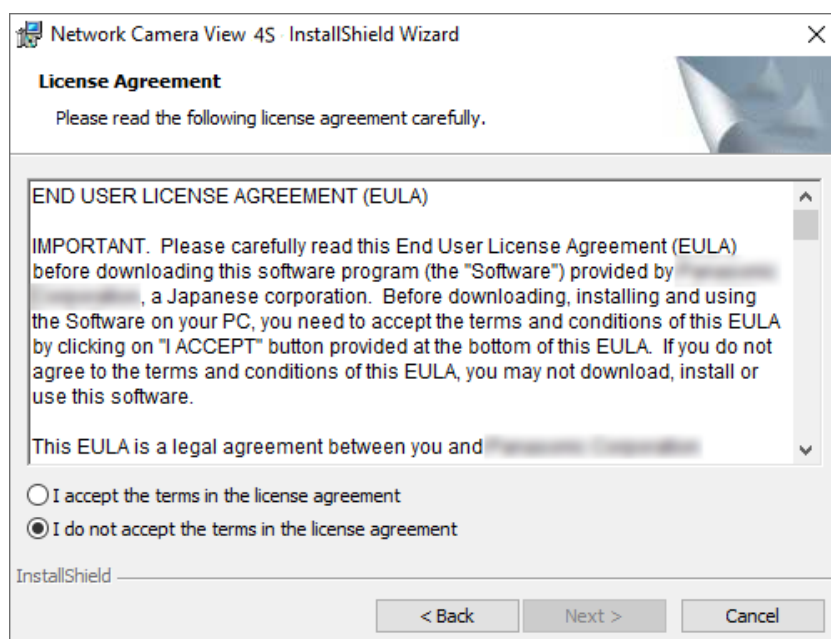 Network Camera View 4S InstallShield Wizard
License Agreement
Please read the following license agreement carefully.
END USER LICENSE AGREEMENT (EULA)
IMPORTANT.  Please carefully read this End User License Agreement (EULA)
before downloading this software program (the "Software") provided by
, a Japanese corporation.  Before downloading, installing and using
the Software on your PC, you need to accept the terms and conditions of this EULA
by clicking on "I ACCEPT" button provided at the bottom of this EULA.  If you do not
agree to the terms and conditions of this EULA, you may not download, install or
use this software.
This EULA is a legal agreement between you and
I accept the terms in the license agreement
I do not accept the terms in the license agreement
InstallShield
< Back Next > Cancel